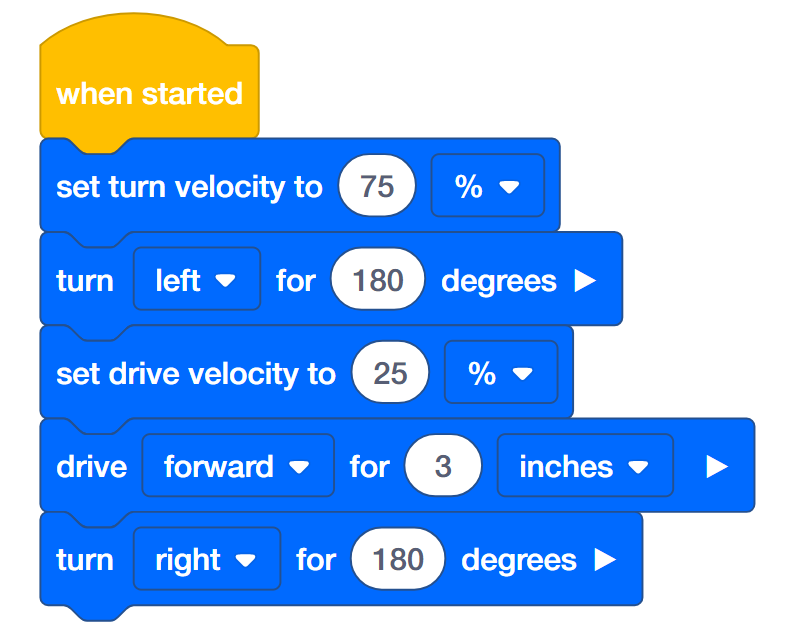 when started
set turn velocity to 75 %
turn left for 180 degrees
set drive velocity to 25 %
drive forward for 3 inches
turn right for 180 degrees